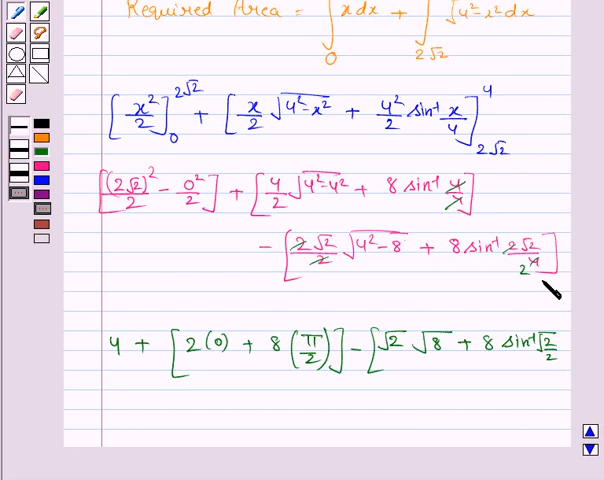 Required Area = ∫₀ x dx + ∫_{2√2} √(4²-x²) dx
[x²/2]₀^{2√2} + [x/2 √(4²-x²) + 4²/2 sin⁻¹ x/4]_{2√2}^4
[(2√2)²/2 - 0²/2] + [4/2 √(4²-4²) + 8 sin⁻¹ 4/4]
- [2√2/2 √(4²-8) + 8 sin⁻¹ 2√2/4 2]
4 + [2(0) + 8(π/2)] - [√2 √8 + 8 sin⁻¹ √2/2